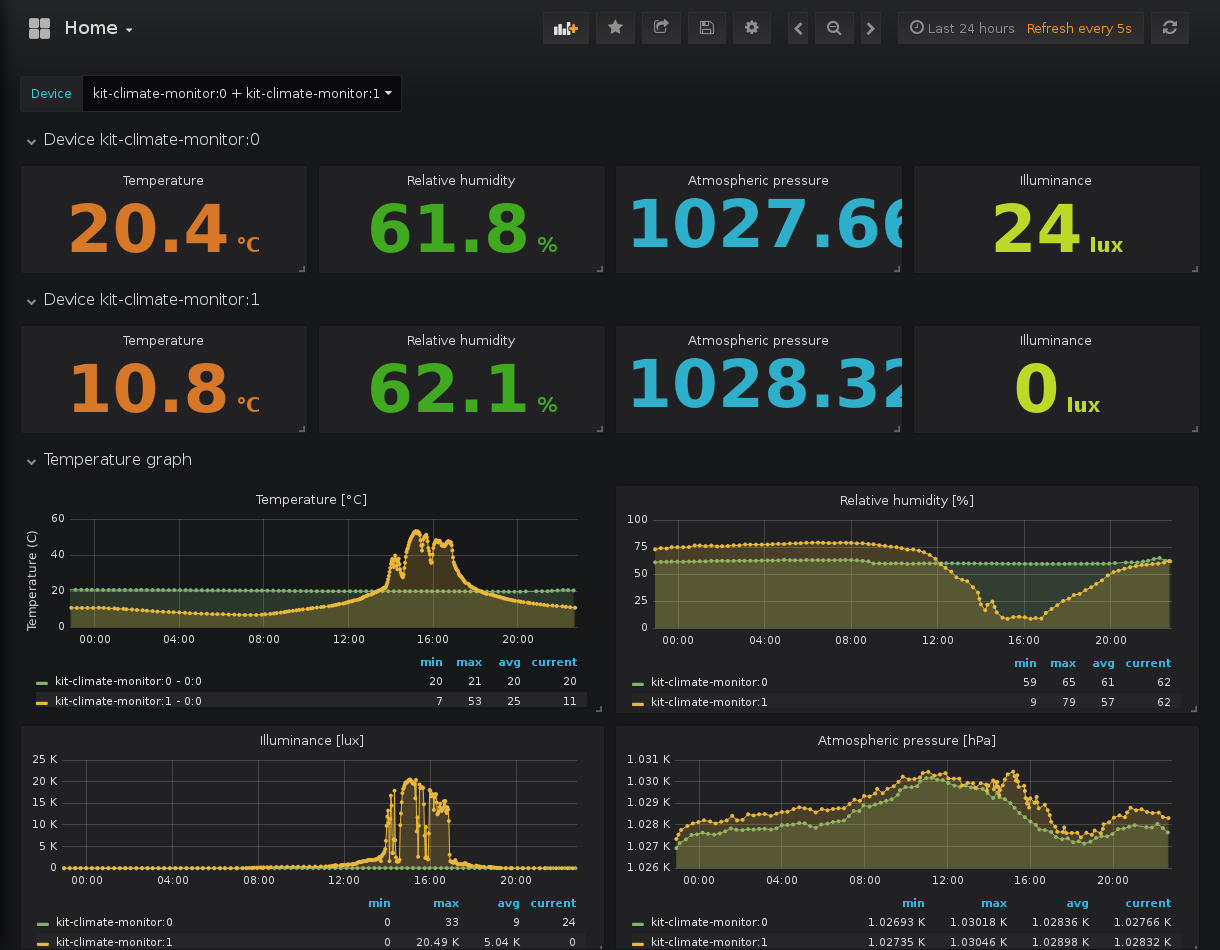 Home
Last 24 hours Refresh every 5s
Device kit-climate-monitor:0 + kit-climate-monitor:1
Device kit-climate-monitor:0
Temperature Relative humidity Atmospheric pressure Illuminance
20.4 °C 61.8 % 1027.66 24 lux
Device kit-climate-monitor:1
Temperature Relative humidity Atmospheric pressure Illuminance
10.8 °C 62.1 % 1028.32 0 lux
Temperature graph
Temperature [°C]
Temperature (C)
60
40
20
0
00:00 04:00 08:00 12:00 16:00 20:00
min max avg current
kit-climate-monitor:0 - 0:0 20 21 20 20
kit-climate-monitor:1 - 0:0 7 53 25 11
Relative humidity [%]
100
75
50
25
0
00:00 04:00 08:00 12:00 16:00 20:00
min max avg current
kit-climate-monitor:0 59 65 61 62
kit-climate-monitor:1 9 79 57 62
Illuminance [lux]
25 K
20 K
15 K
10 K
5 K
0
00:00 04:00 08:00 12:00 16:00 20:00
min max avg current
kit-climate-monitor:0 0 33 9 24
kit-climate-monitor:1 0 20.49 K 5.04 K 0
Atmospheric pressure [hPa]
1.031 K
1.030 K
1.029 K
1.028 K
1.027 K
1.026 K
00:00 04:00 08:00 12:00 16:00 20:00
min max avg current
kit-climate-monitor:0 1.02693 K 1.03018 K 1.02836 K 1.02766 K
kit-climate-monitor:1 1.02735 K 1.03046 K 1.02898 K 1.02832 K